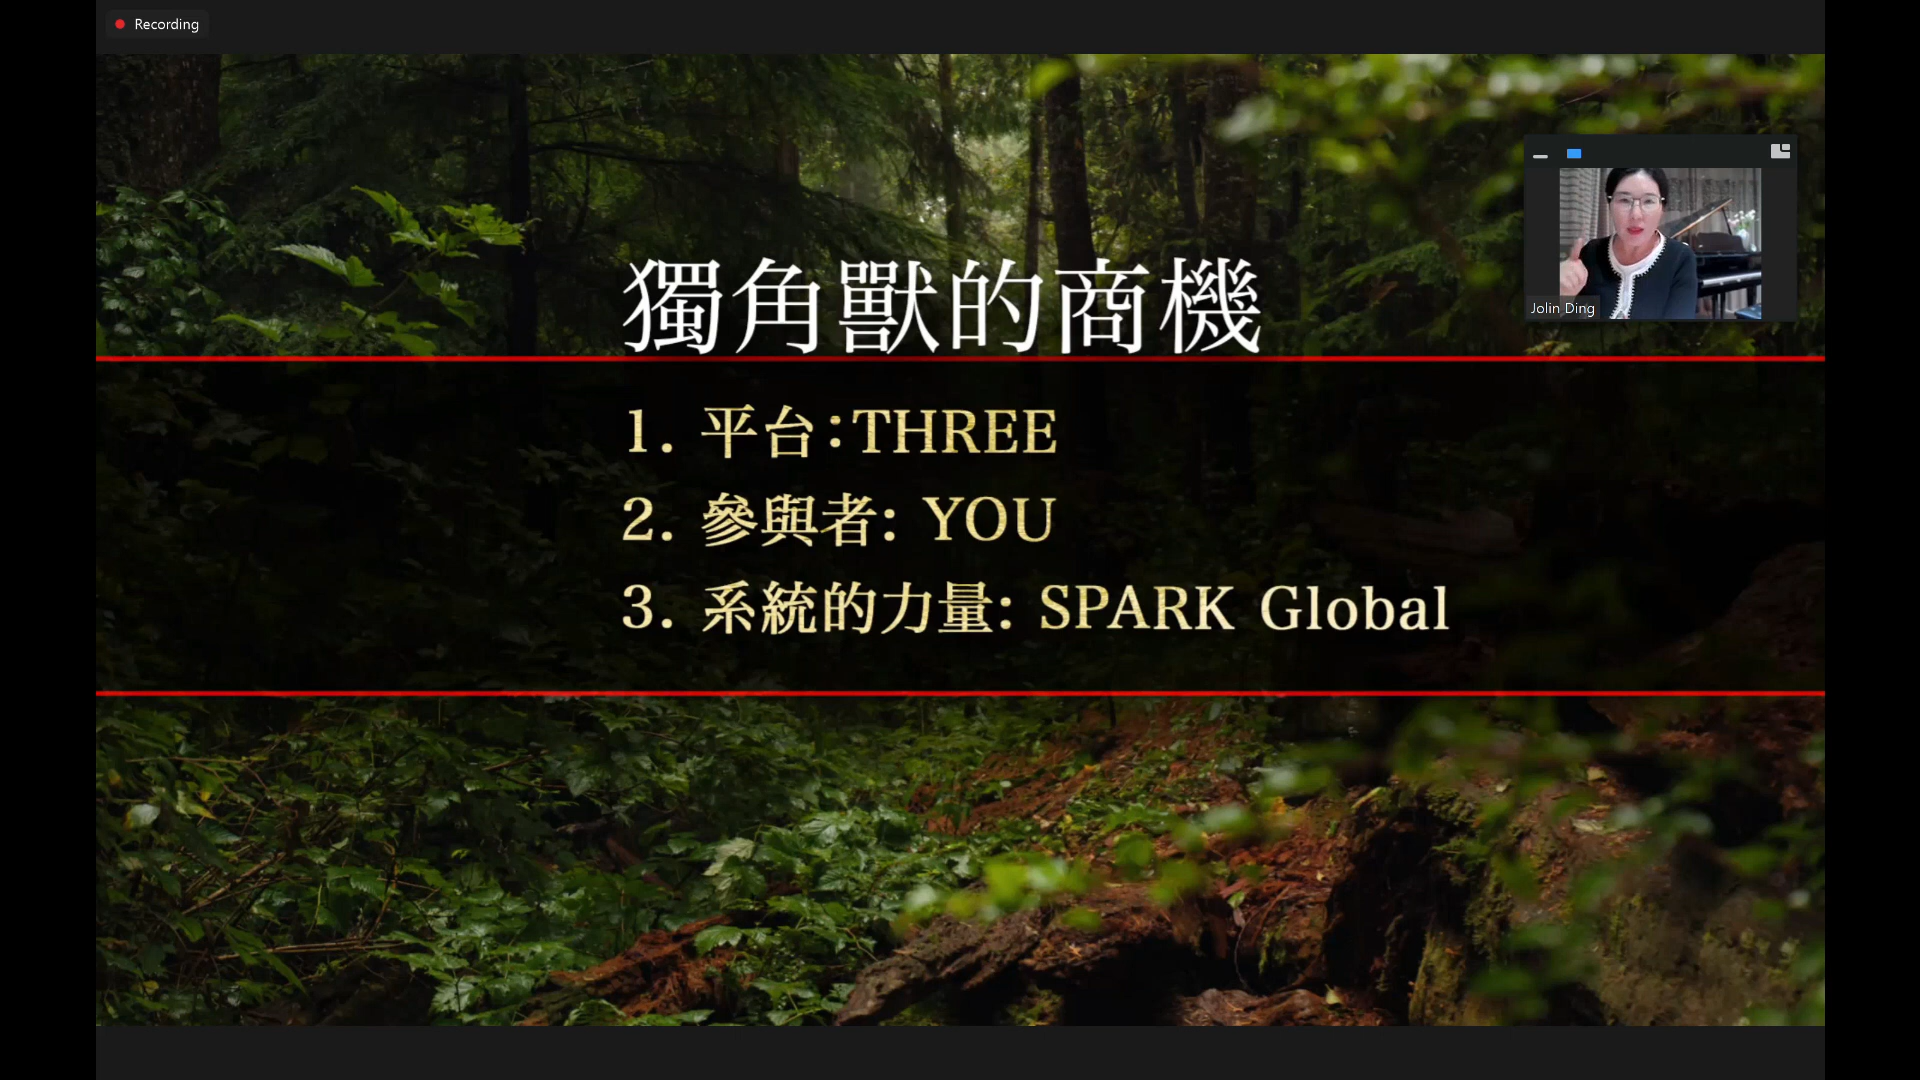 Recording
獨角獸的商機
Jolin Ding
1. 平台:THREE
2. 參與者: YOU
3. 系統的力量: SPARK Global